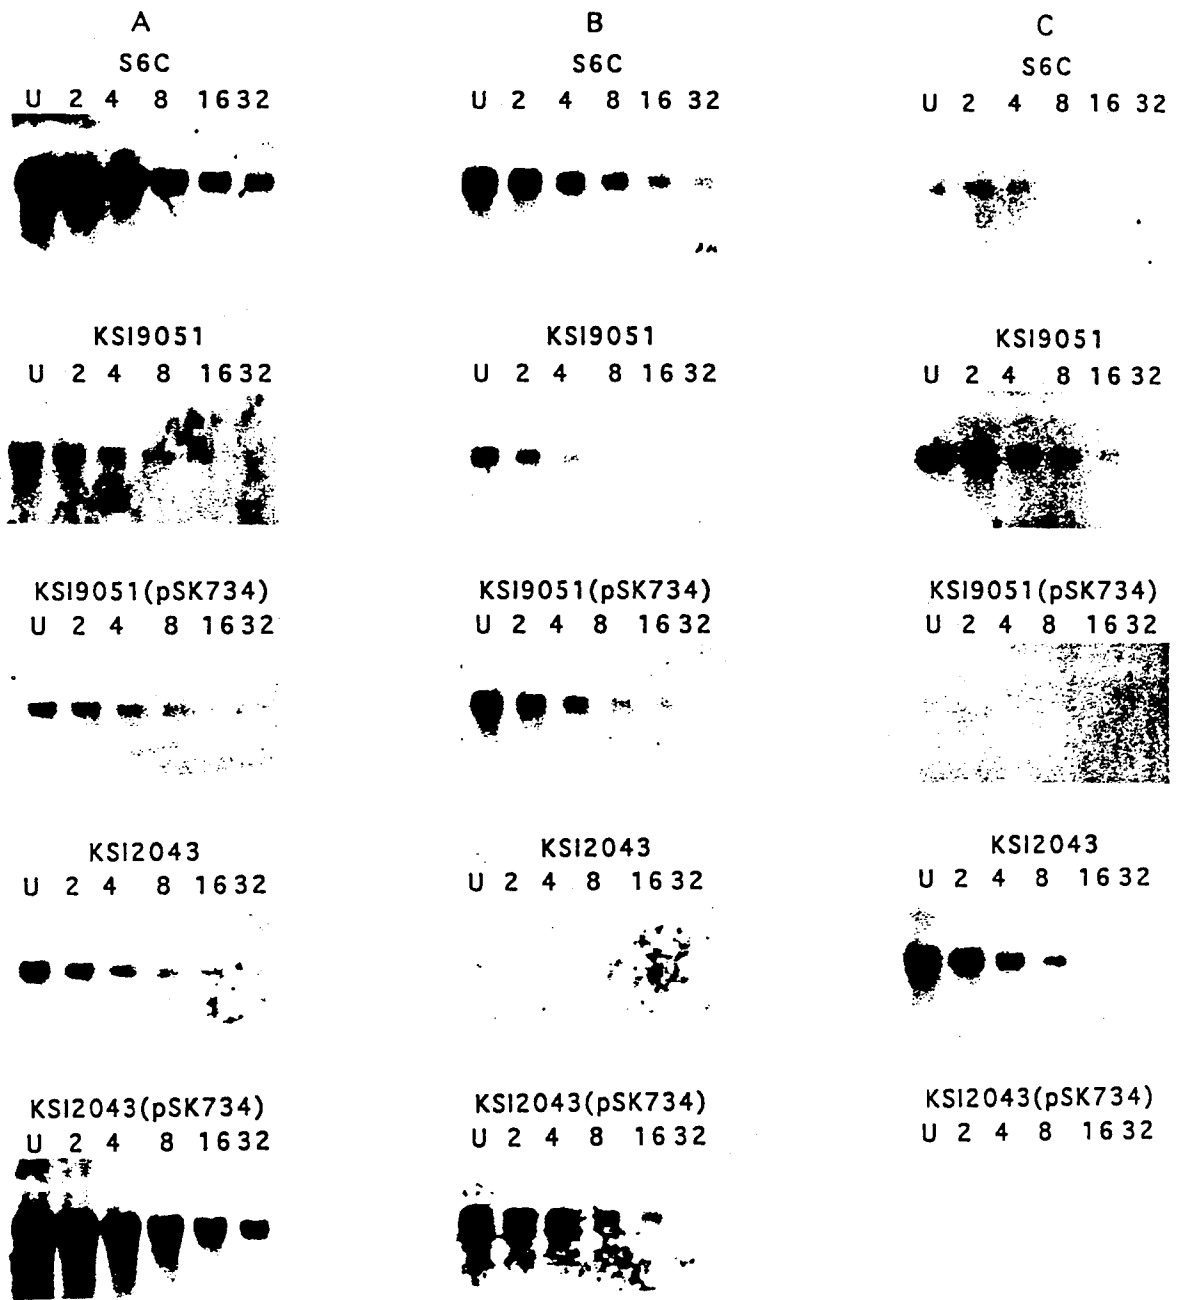 A
S6C
U 2 4 8 16 32
KSI9051
U 2 4 8 16 32
KSI9051(pSK734)
U 2 4 8 16 32
KSI2043
U 2 4 8 16 32
KSI2043(pSK734)
U 2 4 8 16 32
B
S6C
U 2 4 8 16 32
KSI9051
U 2 4 8 16 32
KSI9051(pSK734)
U 2 4 8 16 32
KSI2043
U 2 4 8 16 32
KSI2043(pSK734)
U 2 4 8 16 32
C
S6C
U 2 4 8 16 32
KSI9051
U 2 4 8 16 32
KSI9051(pSK734)
U 2 4 8 16 32
KSI2043
U 2 4 8 16 32
KSI2043(pSK734)
U 2 4 8 16 32